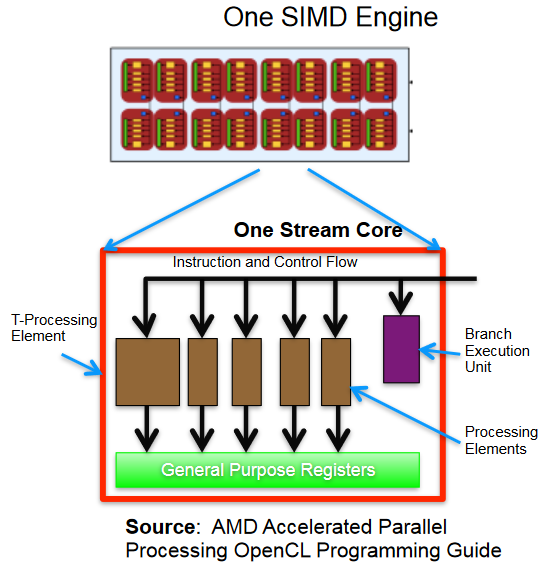 One SIMD Engine
One Stream Core
Instruction and Control Flow
T-Processing
Element
Branch
Execution
Unit
Processing
Elements
General Purpose Registers
Source: AMD Accelerated Parallel
Processing OpenCL Programming Guide